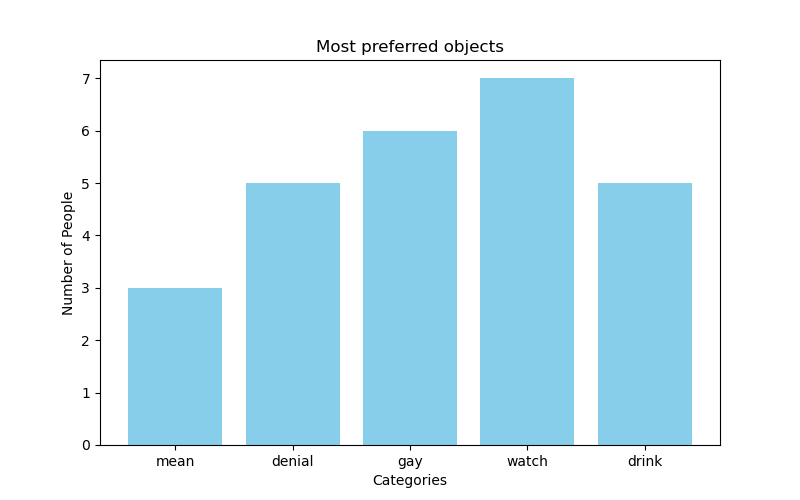 Most preferred objects
Number of People
7
6
5
4
3
2
1
0
mean denial gay watch drink
Categories